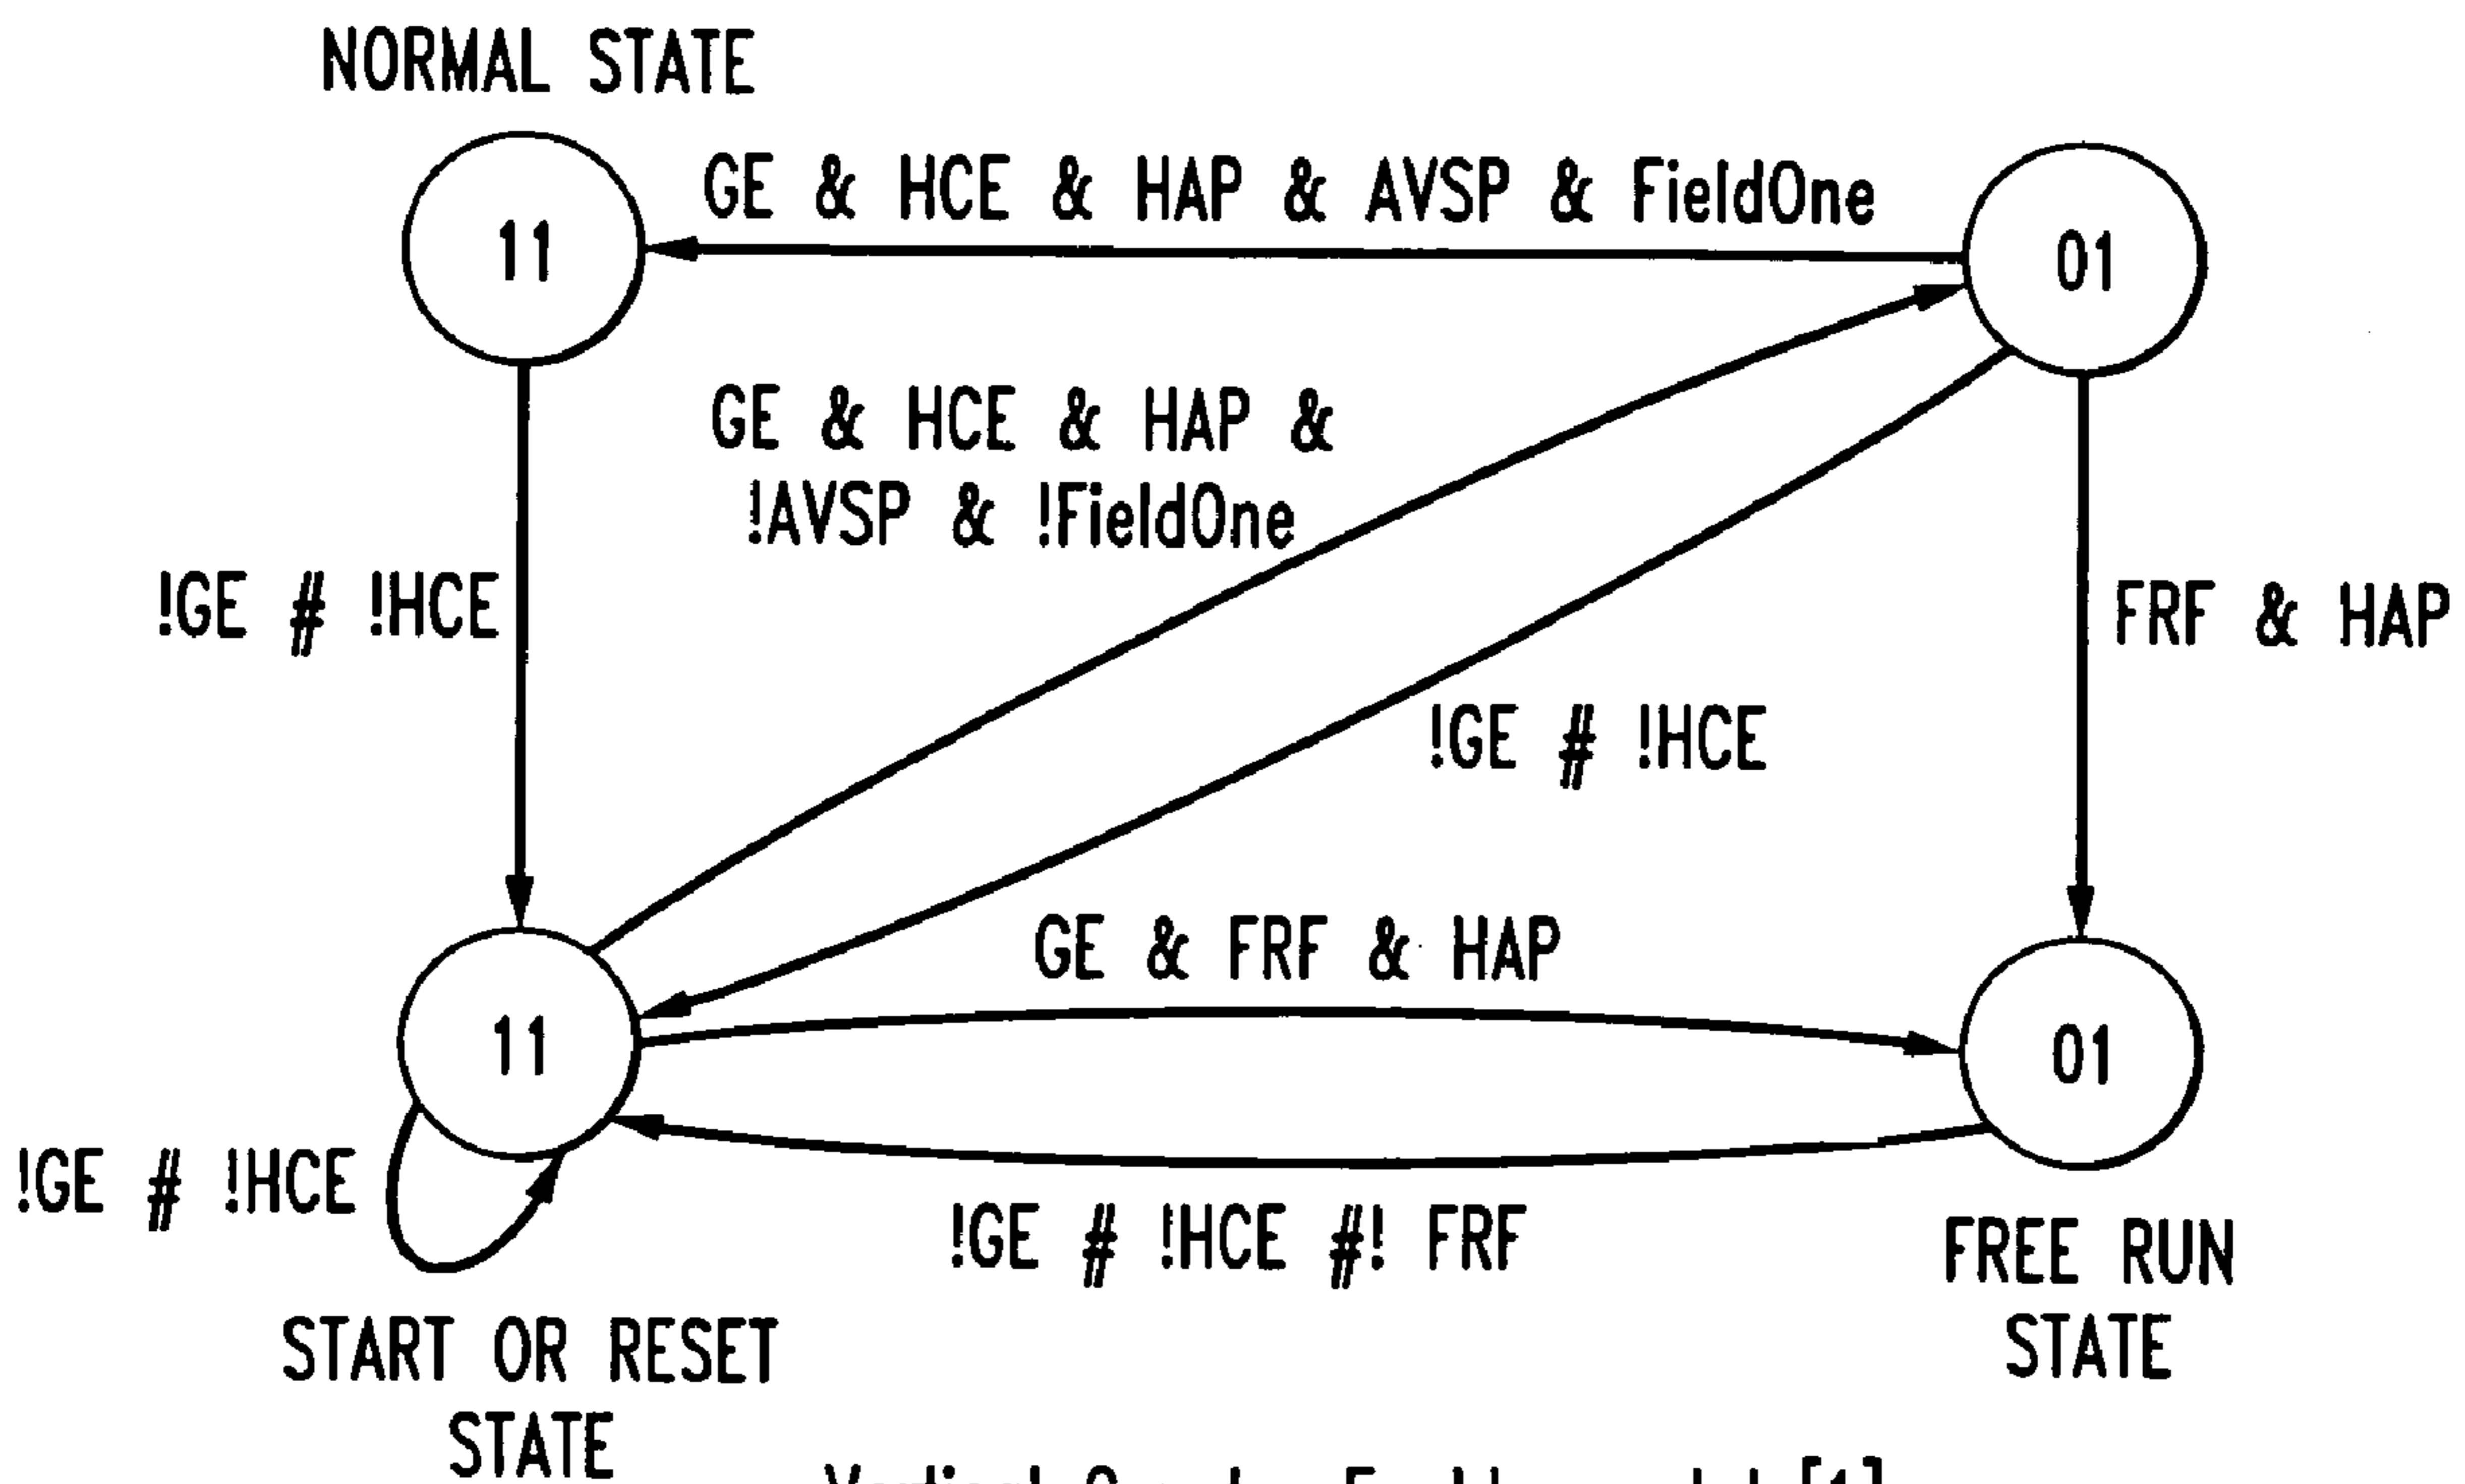 NORMAL STATE
GE & HCE & HAP & AVSP & FieldOne
11
01
GE & HCE & HAP &
!AVSP & !FieldOne
!GE # !HCE
FRF & HAP
!GE # !HCE
GE & FRF & HAP
11
01
!GE # !HCE
!GE # !HCE #! FRF
FREE RUN
STATE
START OR RESET
STATE